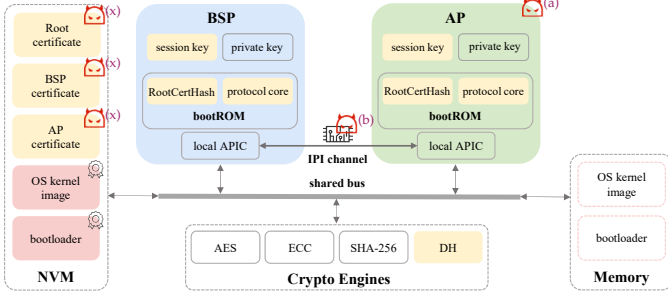 BSP
AP
(a)
Root
certificate
(x)
BSP
certificate
(x)
AP
certificate
(x)
OS kernel
image
bootloader
NVM
session key
private key
RootCertHash
protocol core
bootROM
local APIC
session key
private key
RootCertHash
protocol core
bootROM
local APIC
(b)
IPI channel
shared bus
AES
ECC
SHA-256
DH
Crypto Engines
OS kernel
image
bootloader
Memory